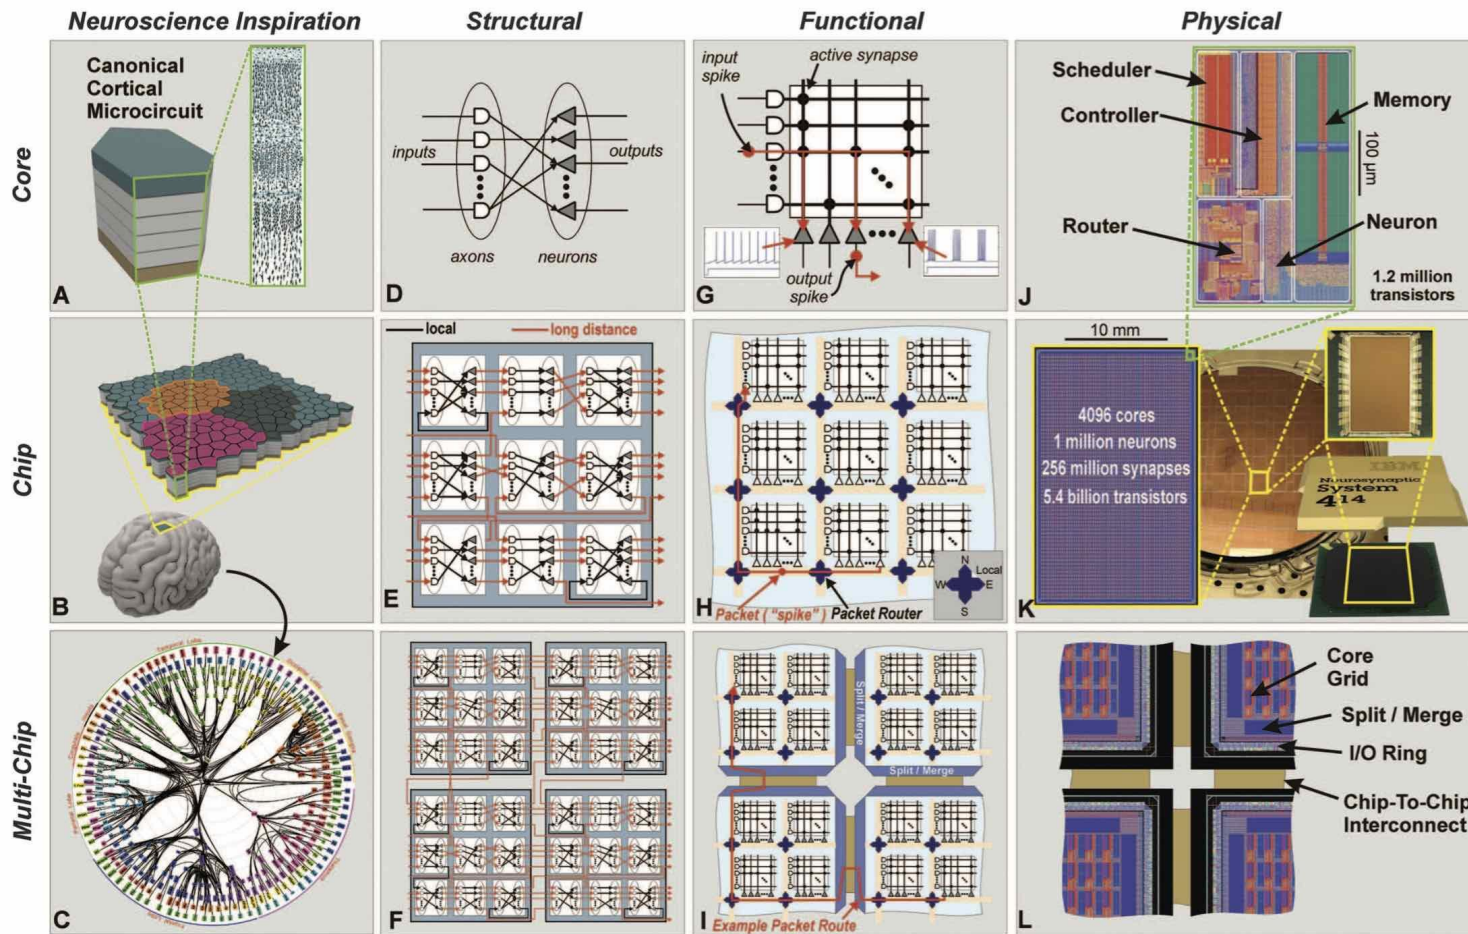 Neuroscience Inspiration
Structural
Functional
Physical
Core
Canonical
Cortical
Microcircuit
A
inputs
outputs
axons
neurons
D
input
spike
active synapse
output
spike
G
Scheduler
Controller
Memory
100 µm
Router
Neuron
1.2 million
transistors
J
Chip
B
local
long distance
E
N
Local
W
E
S
Packet ( “spike” )
Packet Router
H
10 mm
4096 cores
1 million neurons
256 million synapses
5.4 billion transistors
IBM
Neurosynaptic
System
414
K
Multi-Chip
Temporal Lobe
C
F
Split / Merge
Split / Merge
Example Packet Route
I
Core
Grid
Split / Merge
I/O Ring
Chip-To-Chip
Interconnect
L